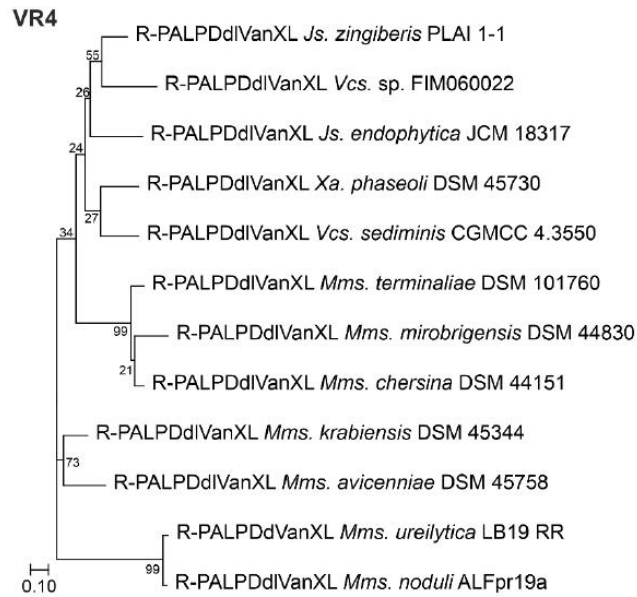 VR4
R-PALPDdlVanXL Js. zingiberis PLAI 1-1
55
R-PALPDdlVanXL Vcs. sp. FIM060022
26
R-PALPDdlVanXL Js. endophytica JCM 18317
24
R-PALPDdlVanXL Xa. phaseoli DSM 45730
27
R-PALPDdlVanXL Vcs. sediminis CGMCC 4.3550
34
R-PALPDdlVanXL Mms. terminaliae DSM 101760
99
R-PALPDdlVanXL Mms. mirobrigensis DSM 44830
21
R-PALPDdlVanXL Mms. chersina DSM 44151
R-PALPDdlVanXL Mms. krabiensis DSM 45344
73
R-PALPDdlVanXL Mms. avicenniae DSM 45758
R-PALPDdVanXL Mms. ureilytica LB19 RR
99
R-PALPDdlVanXL Mms. noduli ALFpr19a
0.10